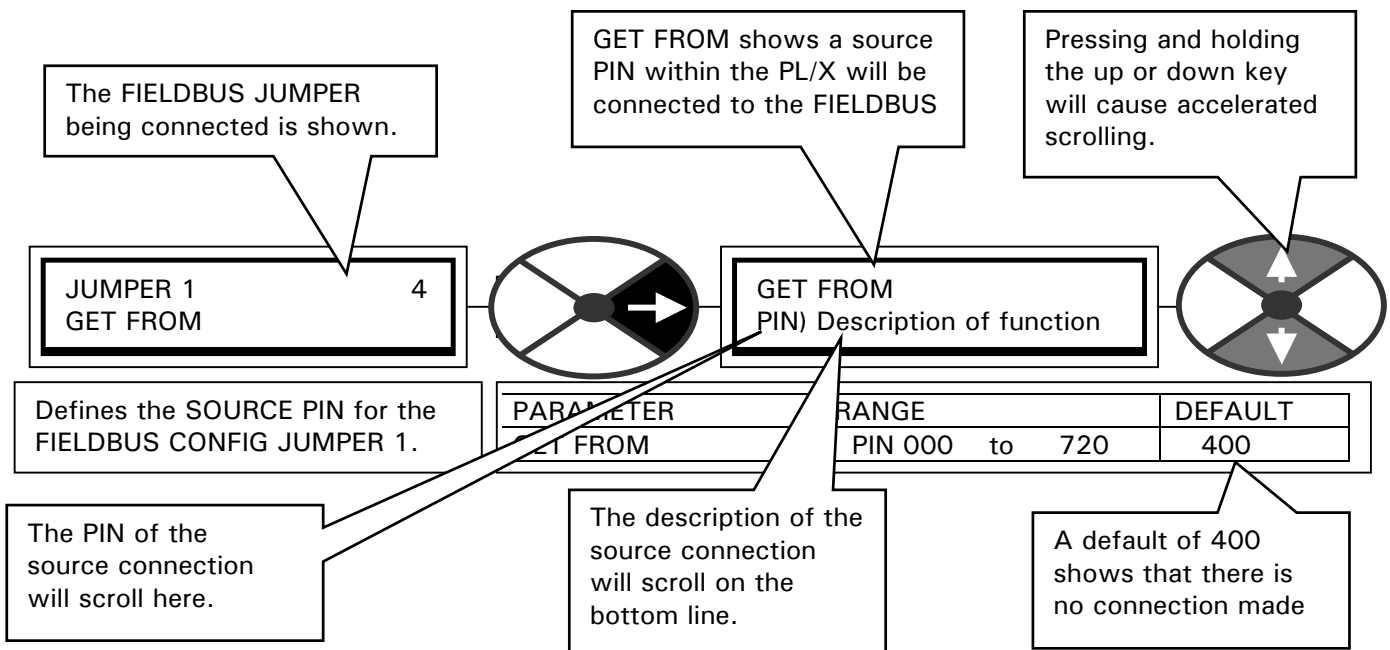 The FIELDBUS JUMPER
being connected is shown.
GET FROM shows a source
PIN within the PL/X will be
connected to the FIELDBUS
Pressing and holding
the up or down key
will cause accelerated
scrolling.
JUMPER 1 4
GET FROM
GET FROM
PIN) Description of function
Defines the SOURCE PIN for the
FIELDBUS CONFIG JUMPER 1.
PARAMETER RANGE DEFAULT
GET FROM PIN 000 to 720 400
The PIN of the
source connection
will scroll here.
The description of the
source connection
will scroll on the
bottom line.
A default of 400
shows that there is
no connection made